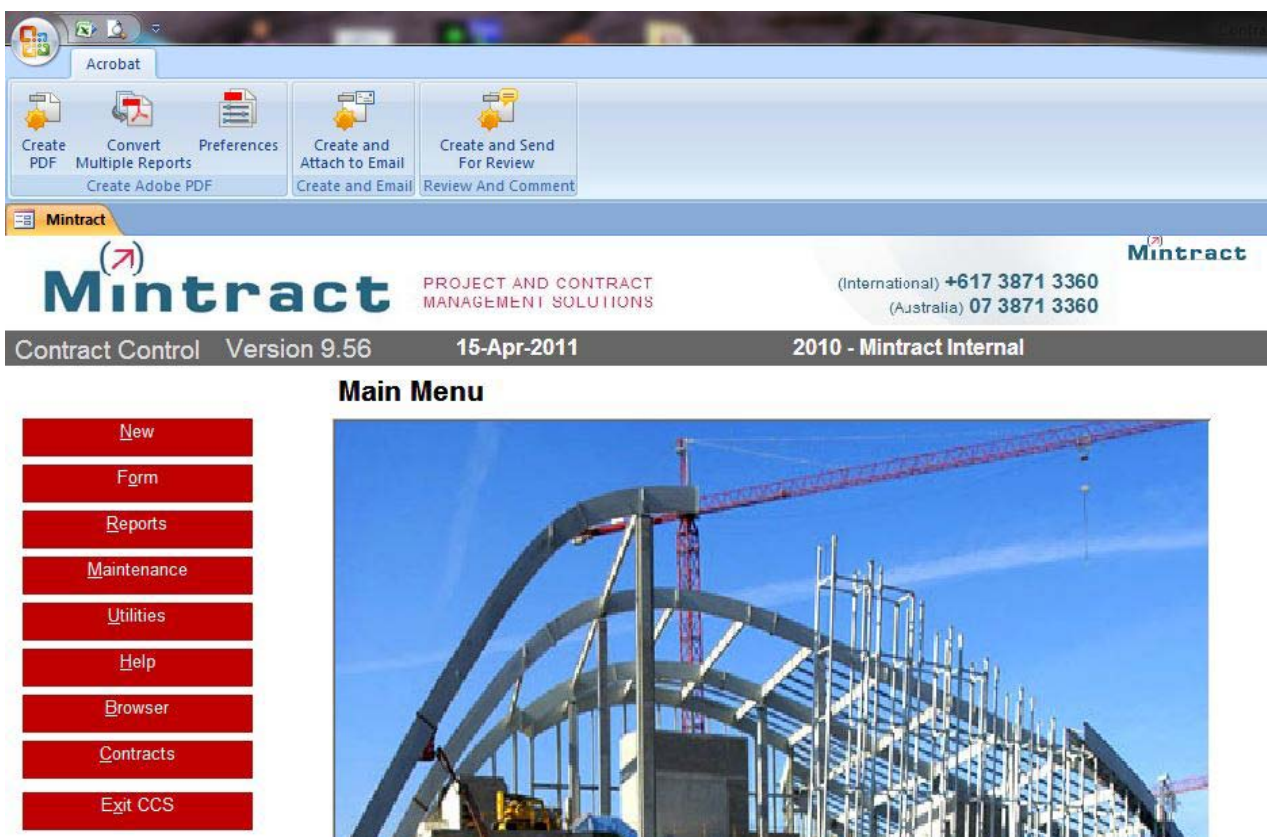 Contra
Acrobat
Create PDF
Convert Multiple Reports
Preferences
Create and Attach to Email
Create and Send For Review
Create Adobe PDF
Create and Email
Review And Comment
Mintract
Mintract
PROJECT AND CONTRACT
MANAGEMENT SOLUTIONS
(International) +617 3871 3360
(Australia) 07 3871 3360
Mintract
Contract Control Version 9.56 15-Apr-2011 2010 - Mintract Internal
Main Menu
New
Form
Reports
Maintenance
Utilities
Help
Browser
Contracts
Exit CCS